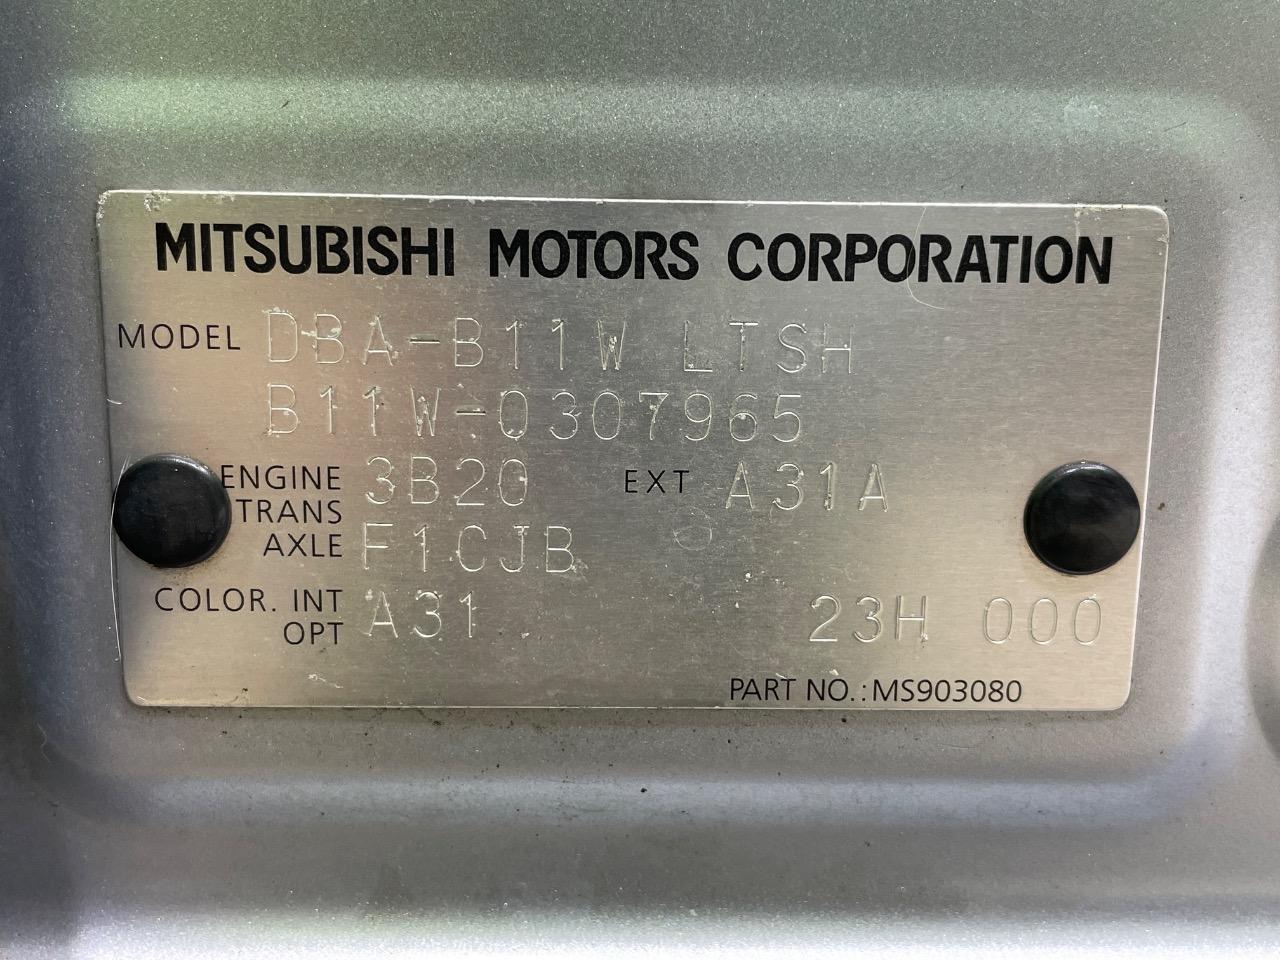 MITSUBISHI MOTORS CORPORATION
MODEL DBA-B11W LTSH
B11W-0307965
ENGINE 3B20 EXT A31A
TRANS
AXLE F1CJB
COLOR. INT A31 23H 000
OPT
PART NO.: MS903080